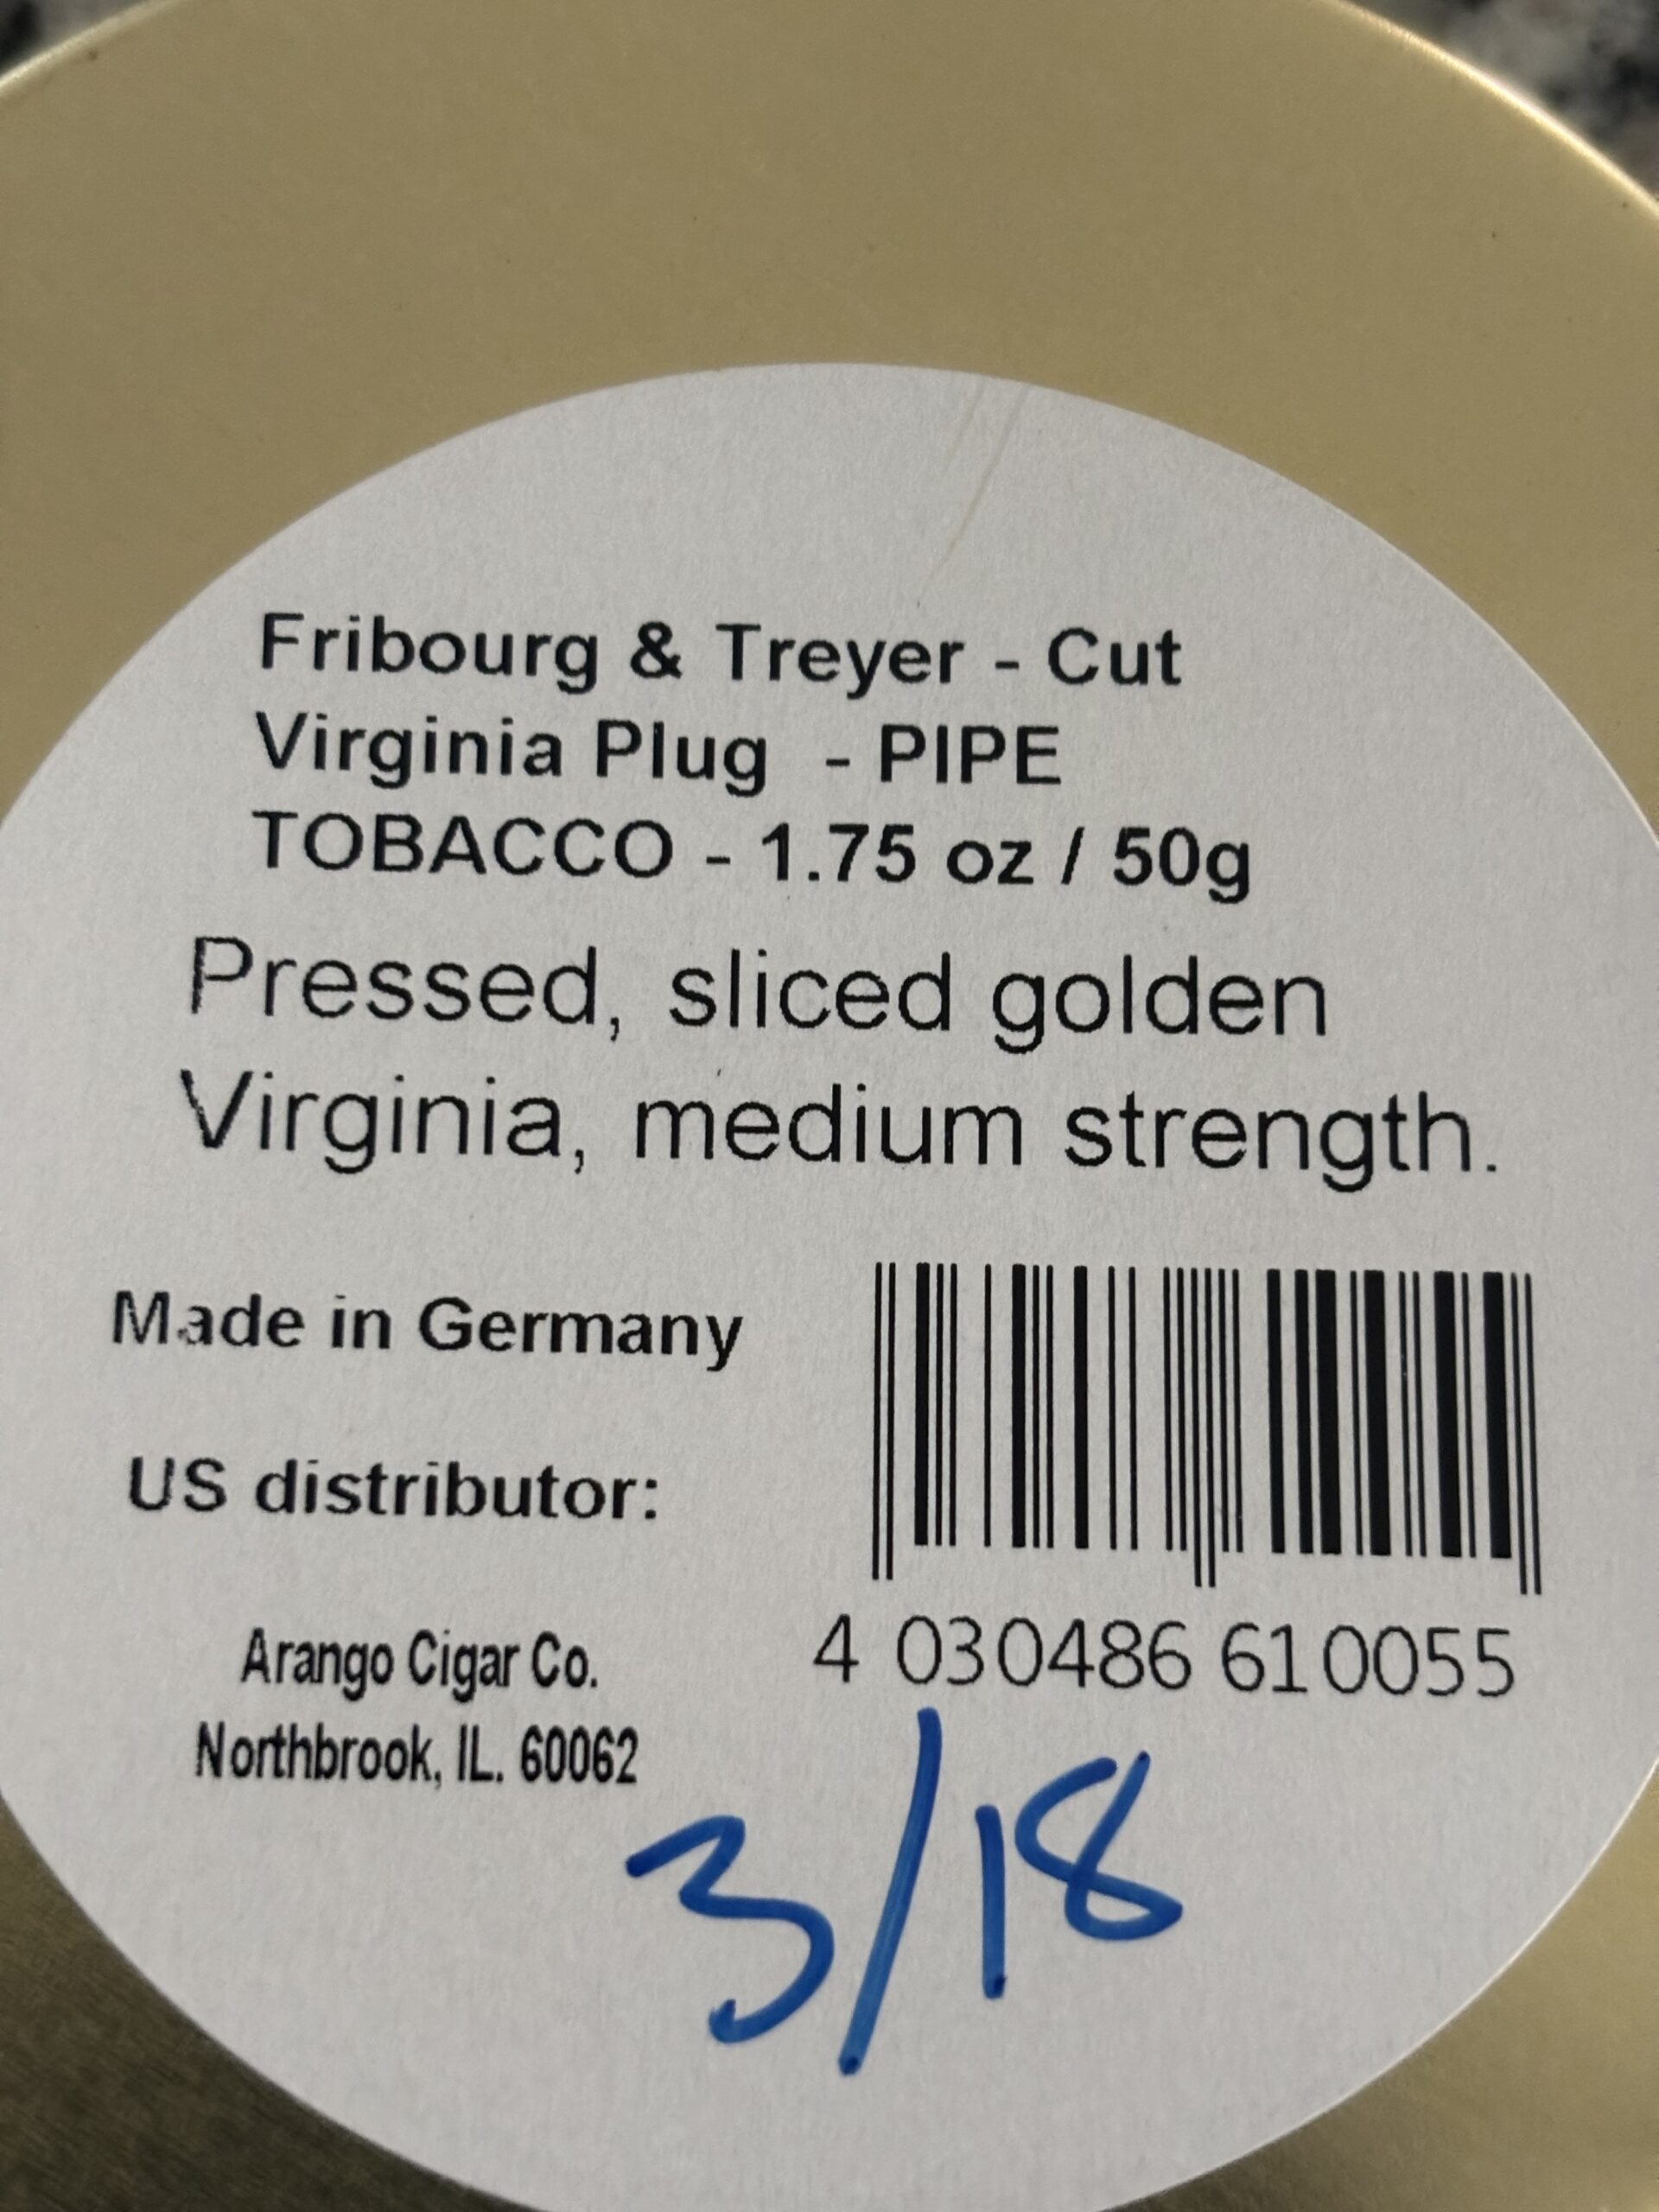 Fribourg & Treyer - Cut
Virginia Plug - PIPE
TOBACCO - 1.75 oz / 50g
Pressed, sliced golden
Virginia, medium strength.
Made in Germany
US distributor:
Arango Cigar Co.
Northbrook, IL. 60062
4 030486 610055
3/18